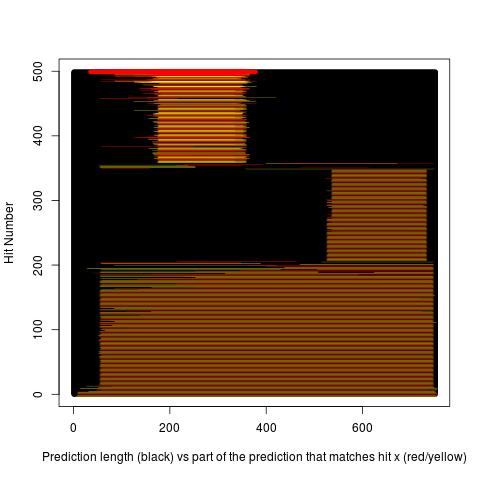 500
400
300
200
100
0
Hit Number
0 200 400 600
Prediction length (black) vs part of the prediction that matches hit x (red/yellow)